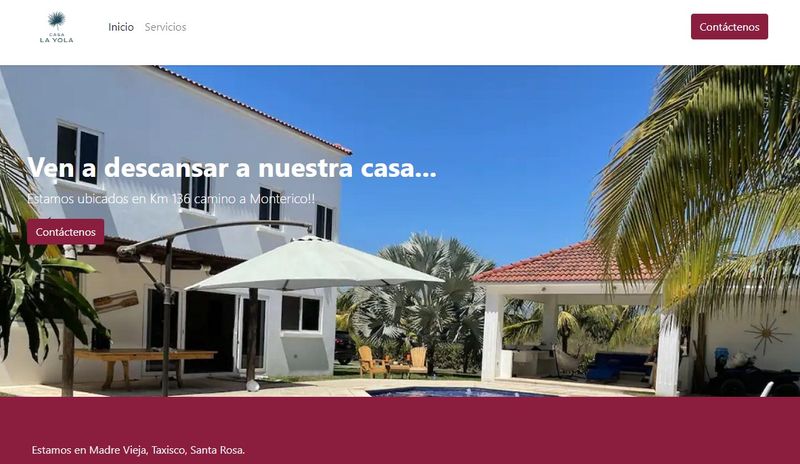 CASA
LA YOLA
Inicio
Servicios
Contáctenos
Ven a descansar a nuestra casa...
Estamos ubicados en Km 136 camino a Monterico!!
Contáctenos
Estamos en Madre Vieja, Taxisco, Santa Rosa.